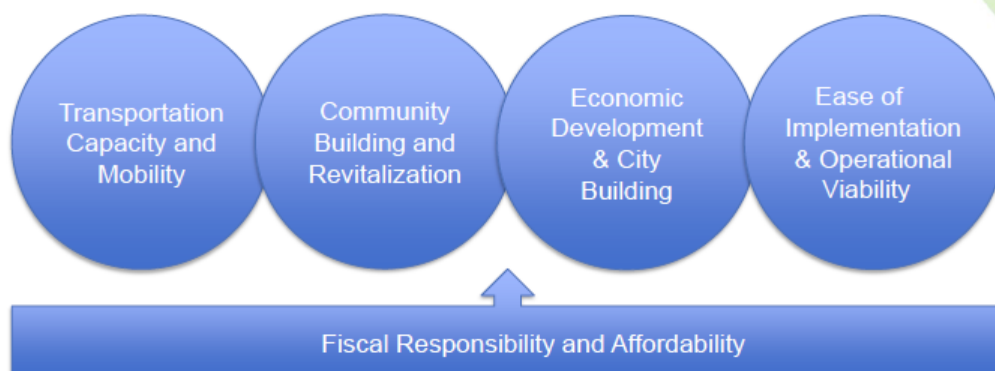 Transportation
Capacity and
Mobility
Community
Building and
Revitalization
Economic
Development
& City
Building
Ease of
Implementation
& Operational
Viability
Fiscal Responsibility and Affordability